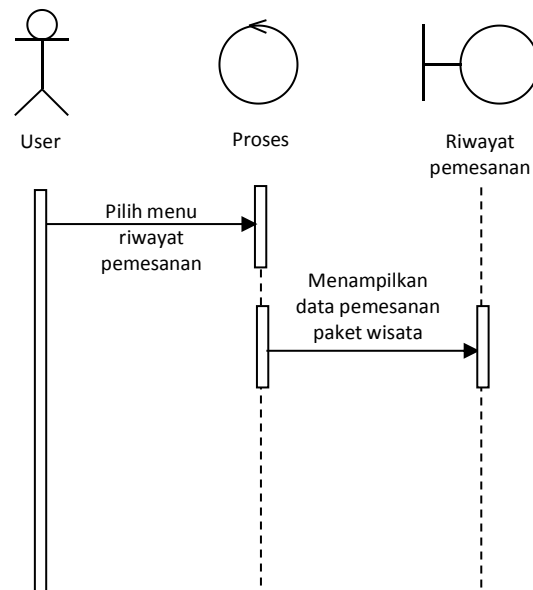 User
Proses
Riwayat
pemesanan
Pilih menu
riwayat
pemesanan
Menampilkan
data pemesanan
paket wisata